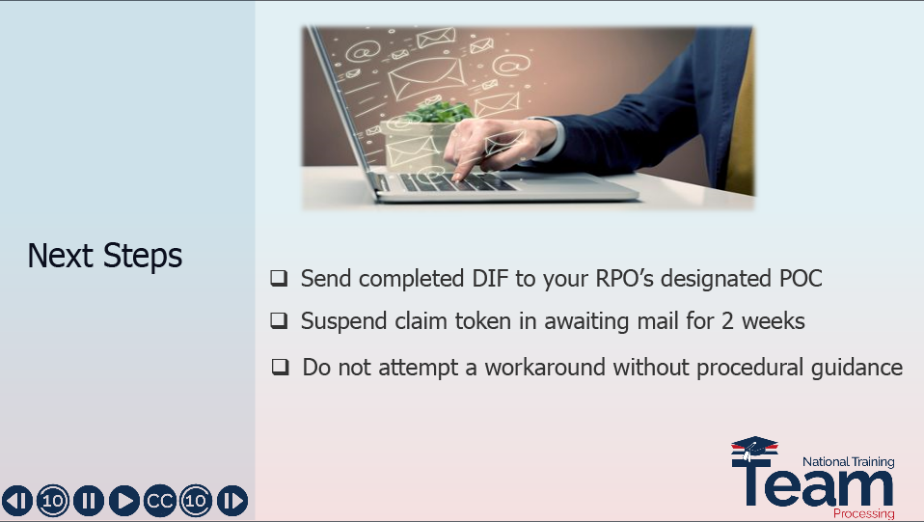 Next Steps
Send completed DIF to your RPO's designated POC
Suspend claim token in awaiting mail for 2 weeks
Do not attempt a workaround without procedural guidance
National Training
Team
Processing
10
CC
10